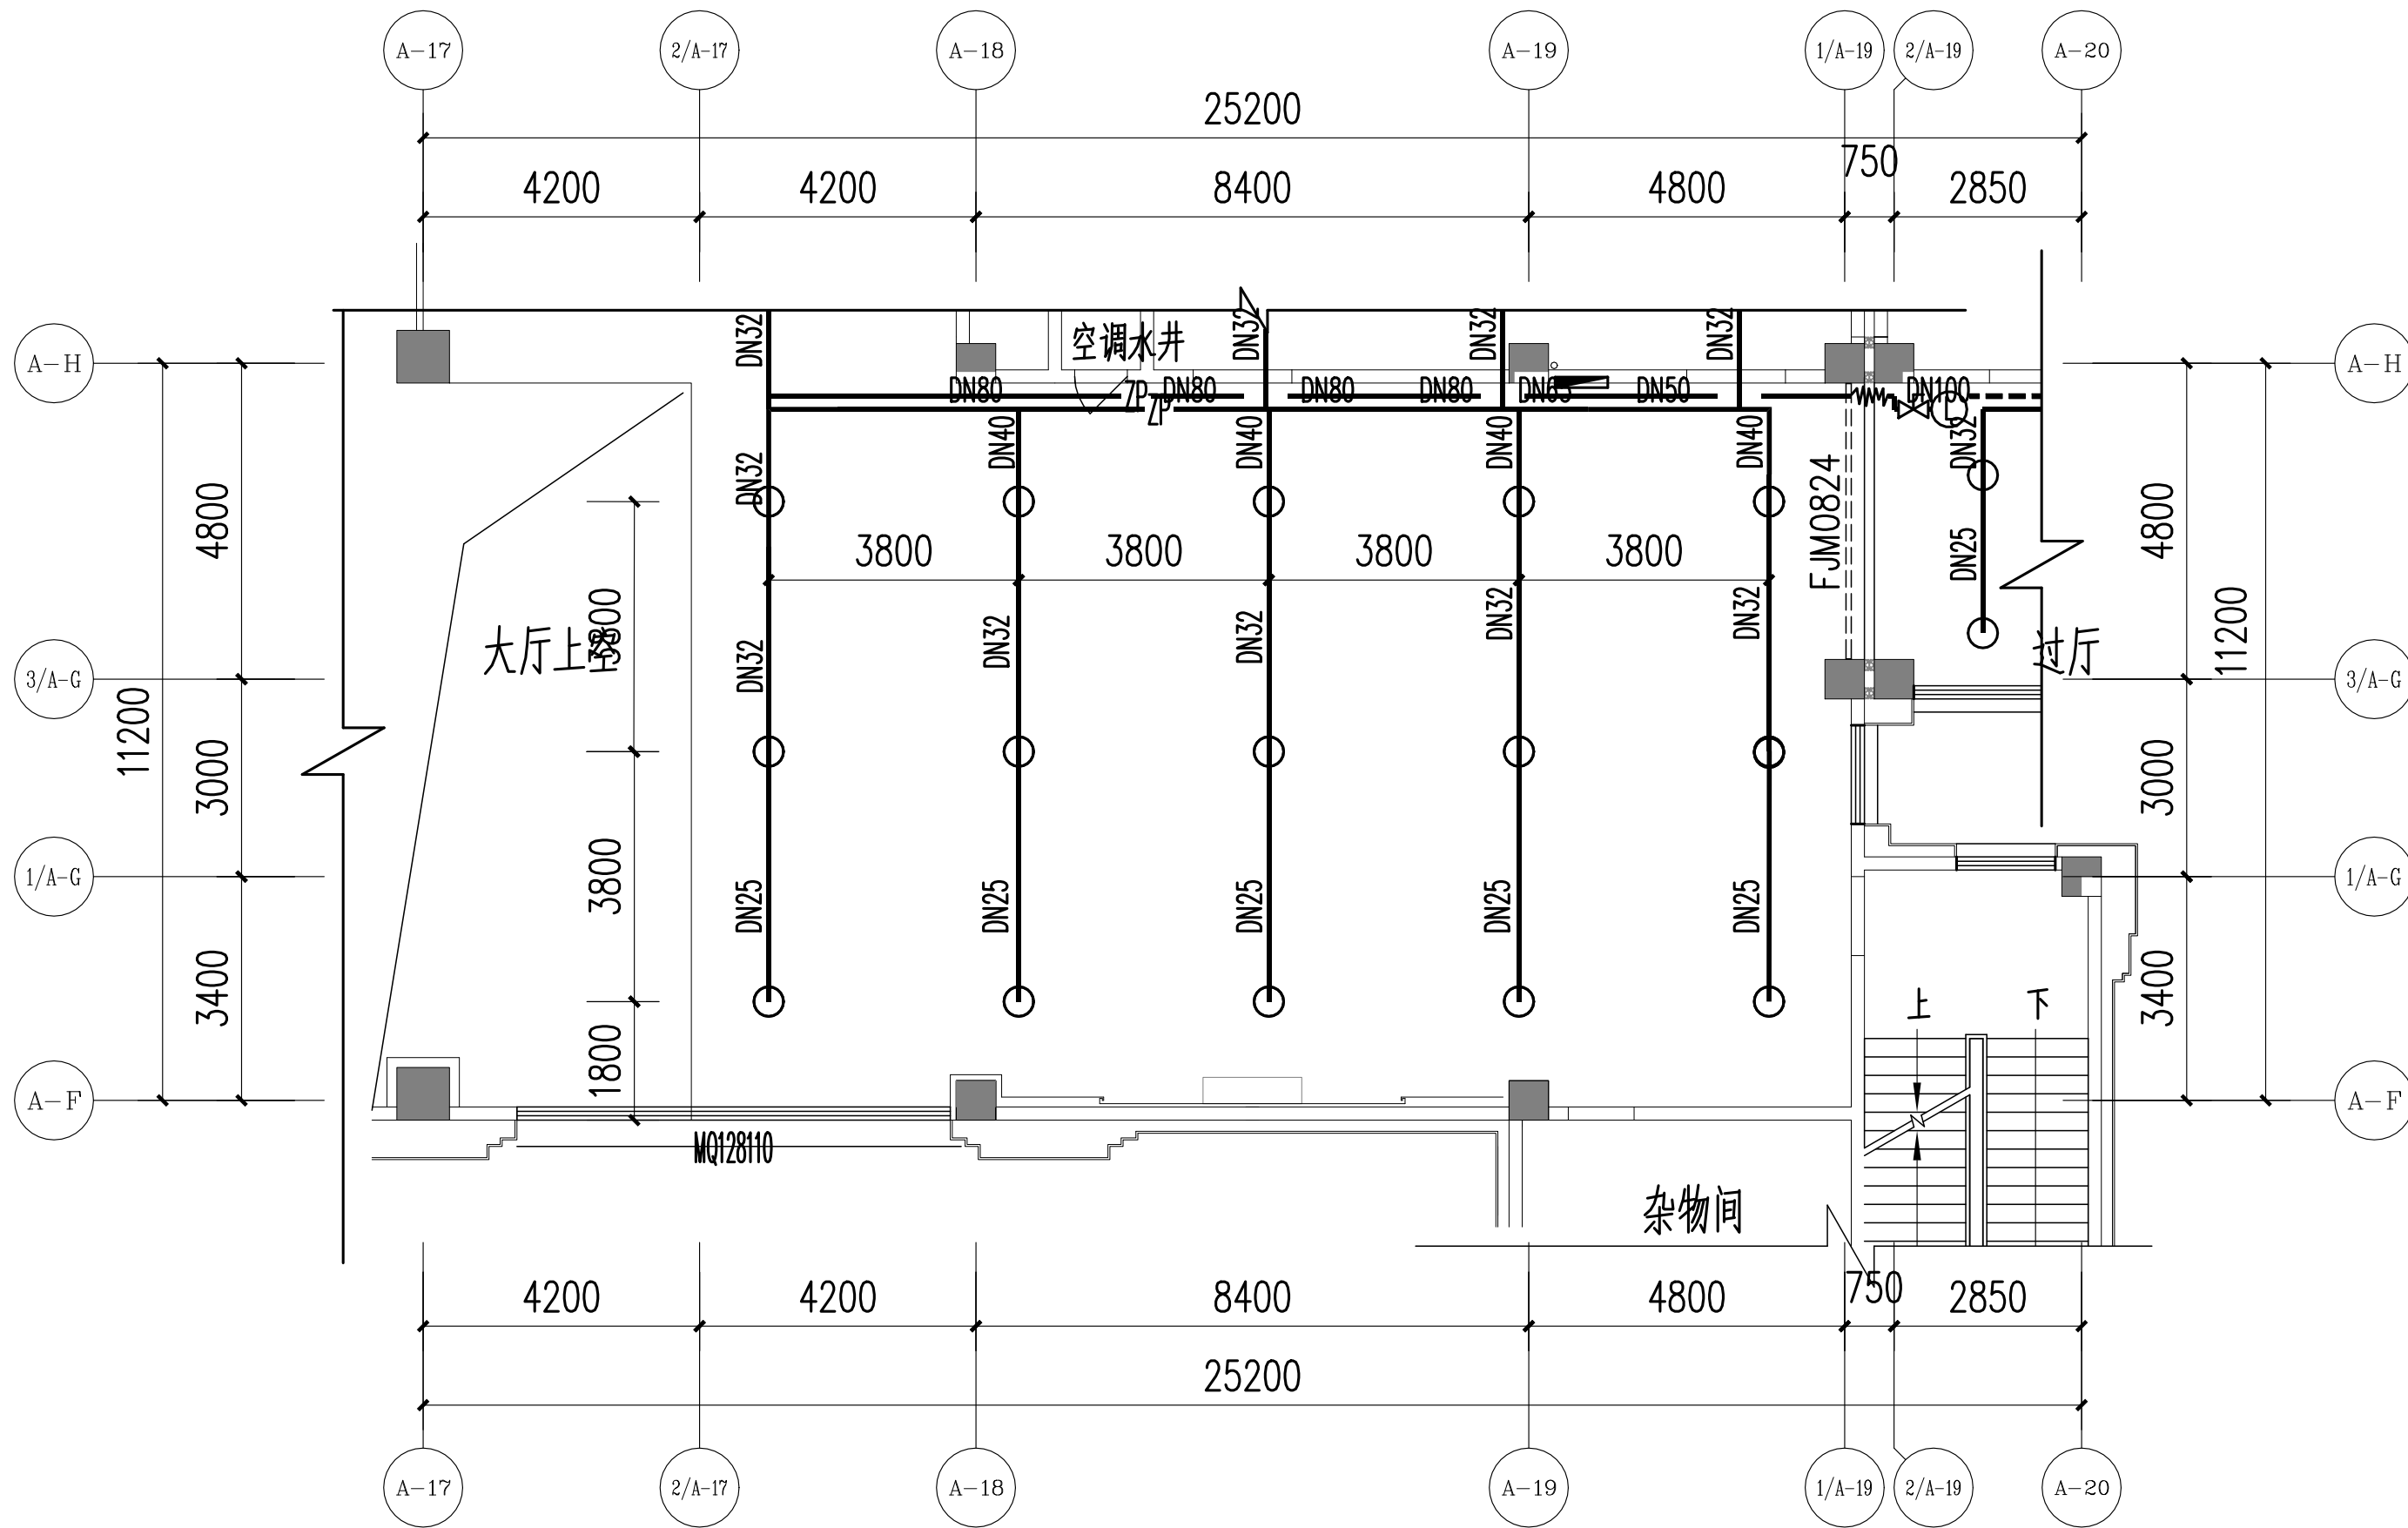 A-17 2/A-17 A-18 A-19 1/A-19 2/A-19 A-20
25200
750
4200 4200 8400 4800 2850
DN32 DN32 DN32 DN32
空调水井
A-H A-H
DN80 ZP DN80 DN80 DN80 DN65 DN50 DN100
ZP
DN40 DN40 DN40 DN40 DN32
DN32
4800 FJM0824 4800
3800 3800 3800 3800 DN25
大厅上空 3800 DN32 DN32 DN32 DN32 DN32 过厅 11200
3/A-G 3/A-G
11200
3000 3000
1/A-G 1/A-G
3800 DN25 DN25 DN25 DN25 DN25
3400 上 下 3400
1800
A-F A-F
MQ128110
杂物间
750
4200 4200 8400 4800 2850
25200
A-17 2/A-17 A-18 A-19 1/A-19 2/A-19 A-20